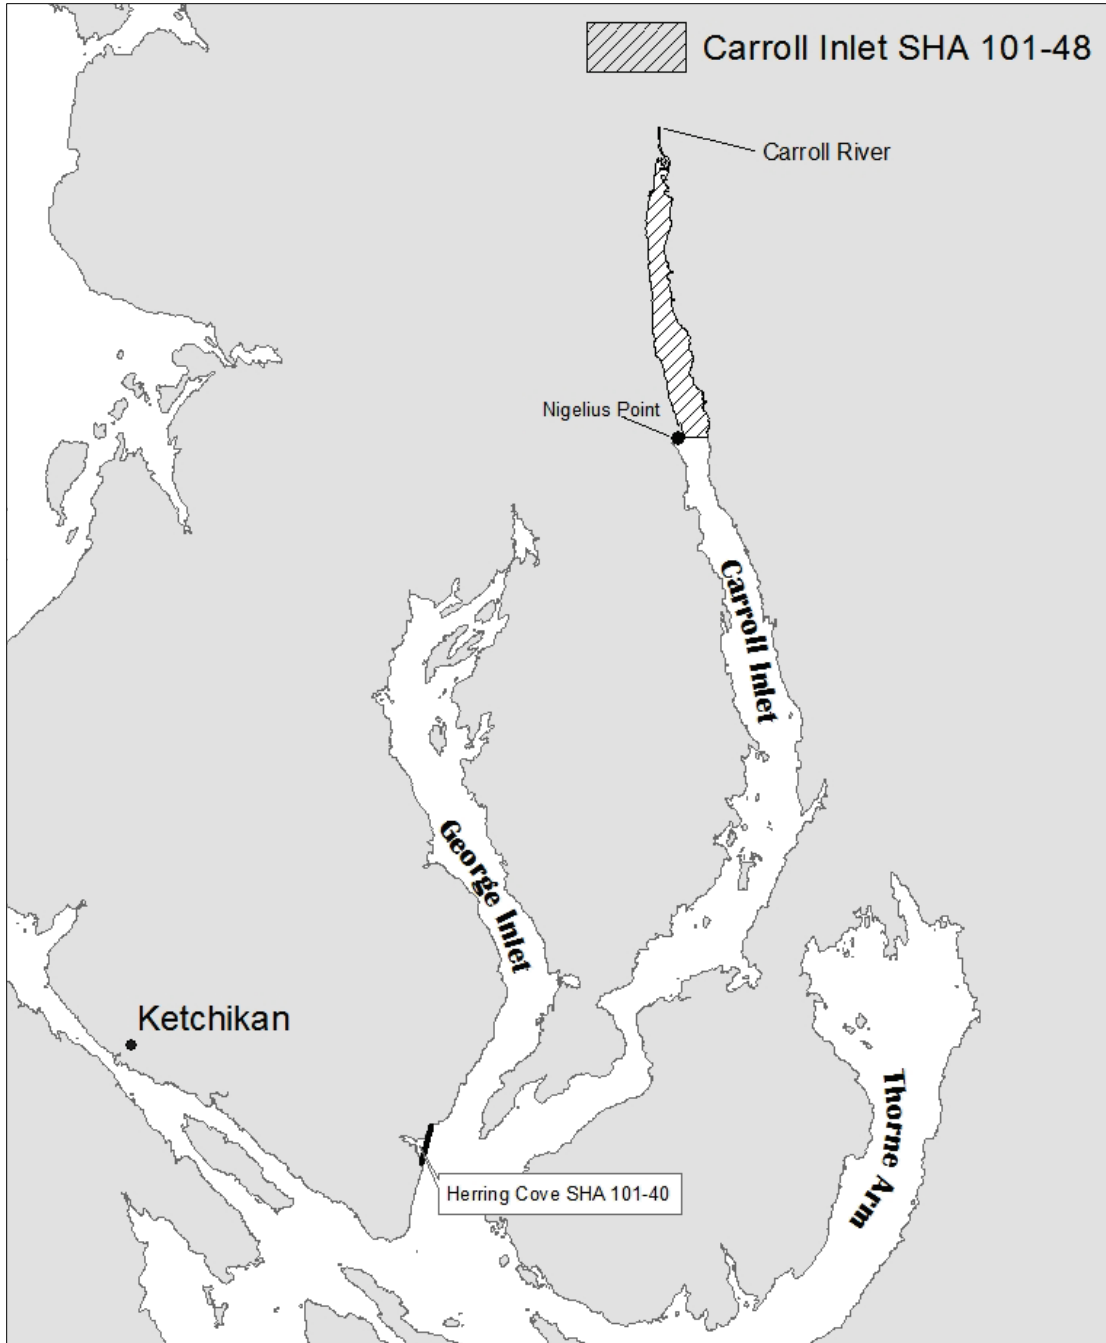 Carroll Inlet SHA 101-48
Carroll River
Nigelius Point
Carroll Inlet
George Inlet
Ketchikan
Thorne Arm
Herring Cove SHA 101-40